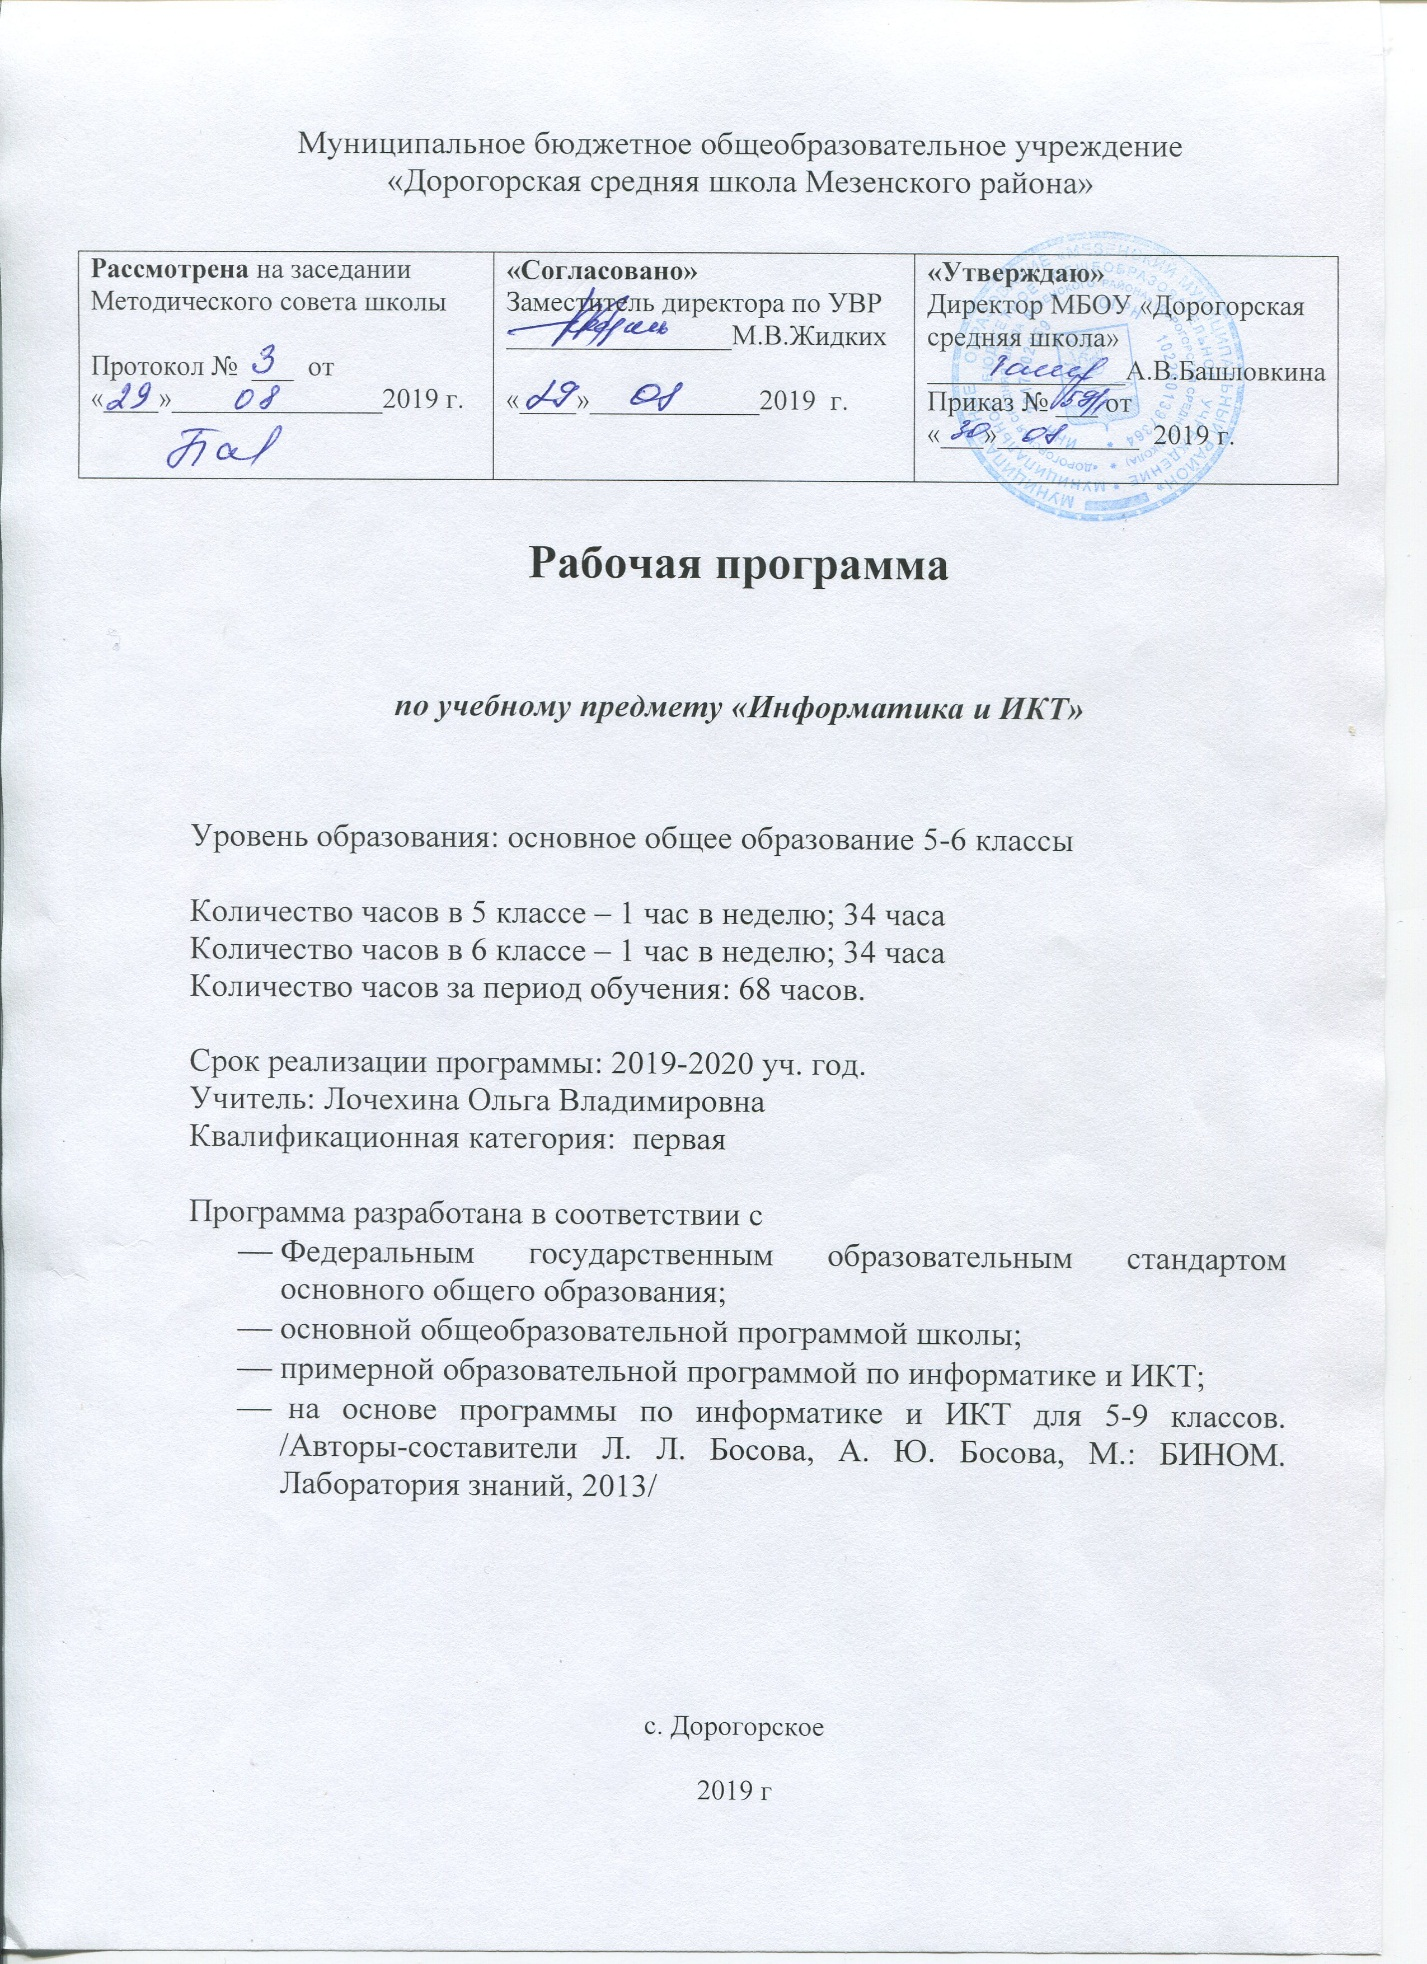 Муниципальное бюджетное общеобразовательное учреждение
«Дорогорская средняя школа Мезенского района»
Рассмотрена на заседании
Методического совета школы
Протокол № 3 от
«29» 08 2019 г.
«Согласовано»
Заместитель директора по УВР
М.В.Жидких
«29» 08 2019 г.
«Утверждаю»
Директор МБОУ «Дорогорская
средняя школа»
А.В.Башловкина
Приказ № от
«30» 08 2019 г.
Рабочая программа
по учебному предмету «Информатика и ИКТ»
Уровень образования: основное общее образование 5-6 классы
Количество часов в 5 классе – 1 час в неделю; 34 часа
Количество часов в 6 классе – 1 час в неделю; 34 часа
Количество часов за период обучения: 68 часов.
Срок реализации программы: 2019-2020 уч. год.
Учитель: Лочехина Ольга Владимировна
Квалификационная категория: первая
Программа разработана в соответствии с
— Федеральным государственным образовательным стандартом
основного общего образования;
— основной общеобразовательной программой школы;
— примерной образовательной программой по информатике и ИКТ;
— на основе программы по информатике и ИКТ для 5-9 классов.
/Авторы-составители Л. Л. Босова, А. Ю. Босова, М.: БИНОМ.
Лаборатория знаний, 2013/
с. Дорогорское
2019 г